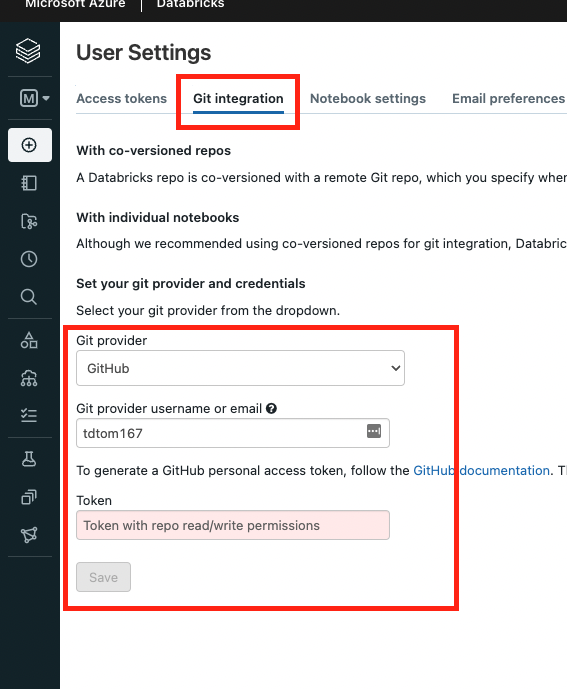 Microsoft Azure | Databricks
User Settings
M
Access tokens Git integration Notebook settings Email preferences
With co-versioned repos
A Databricks repo is co-versioned with a remote Git repo, which you specify when
With individual notebooks
Although we recommended using co-versioned repos for git integration, Databric
Set your git provider and credentials
Select your git provider from the dropdown.
Git provider
GitHub
Git provider username or email ?
tdtom167
To generate a GitHub personal access token, follow the GitHub documentation. Th
Token
Token with repo read/write permissions
Save